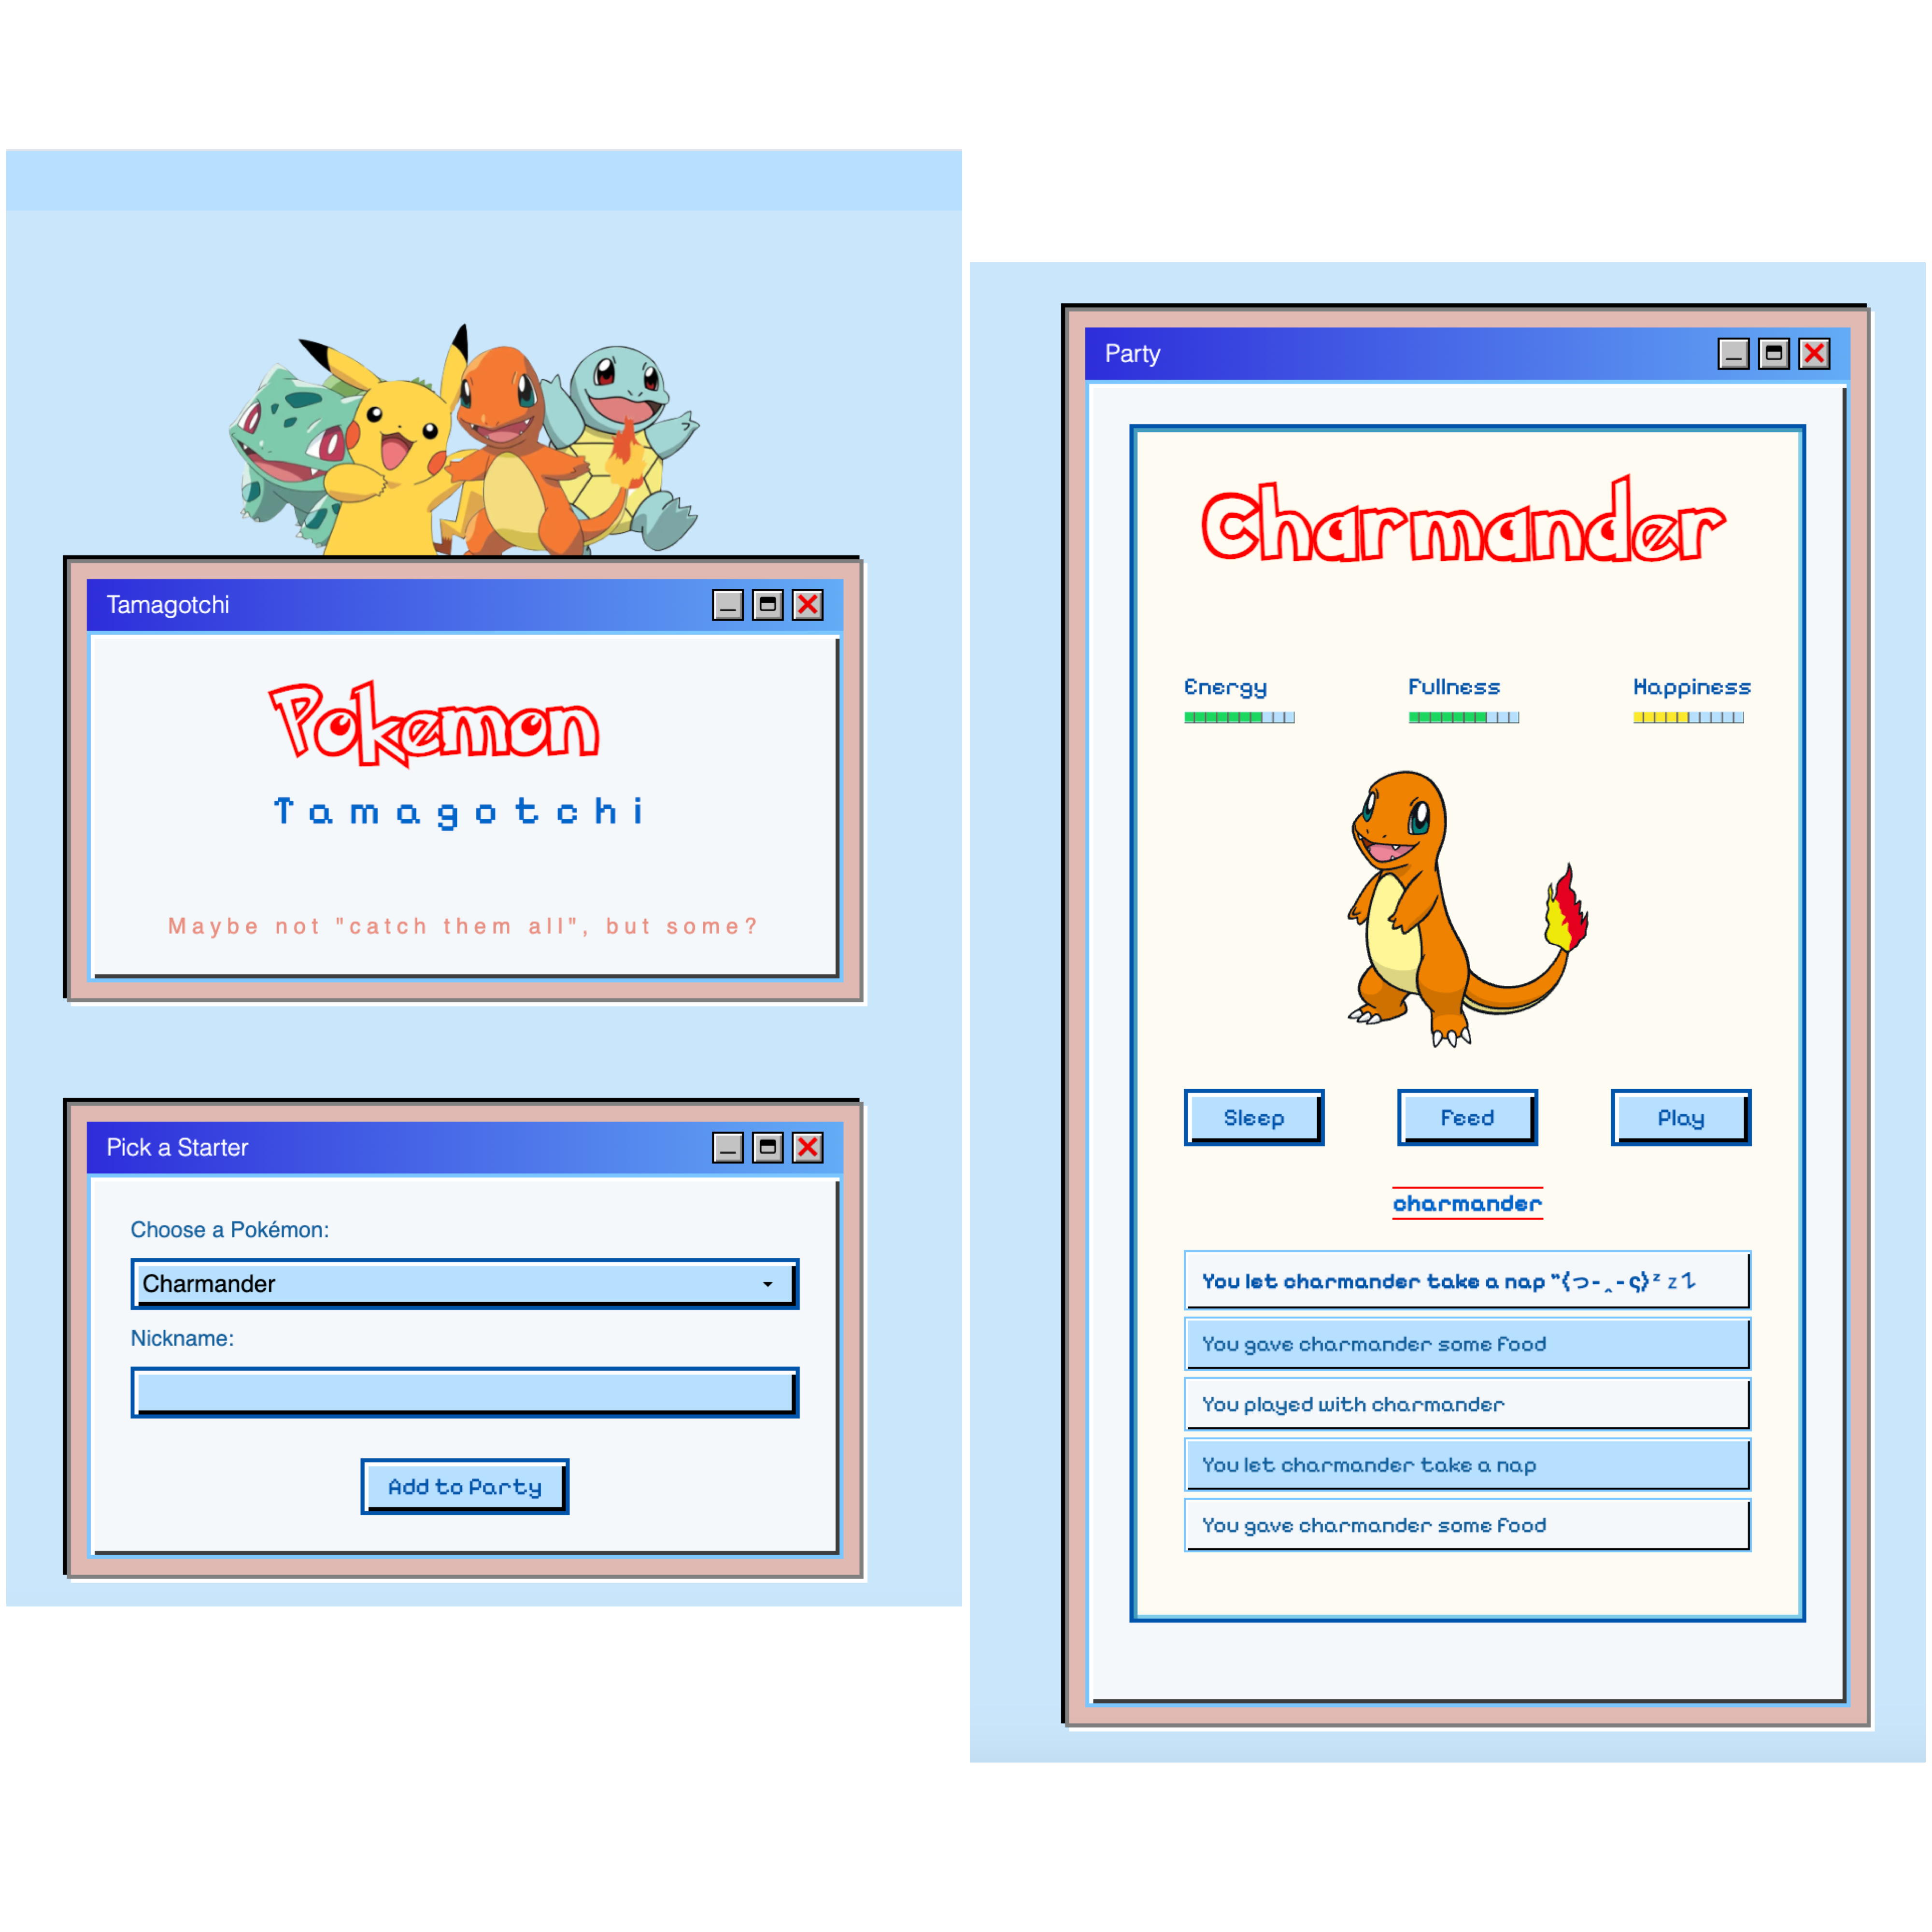 Tamagotchi
Pokemon
Tamagotchi
Maybe not "catch them all", but some?
Pick a Starter
Choose a Pokémon:
Charmander
Nickname:
Add to Party
Party
Charmander
Energy Fullness Happiness
Sleep Feed Play
charmander
You let charmander take a nap ᐡ(っ-‸-ς)ᶻ z 𐰁
You gave charmander some food
You played with charmander
You let charmander take a nap
You gave charmander some food